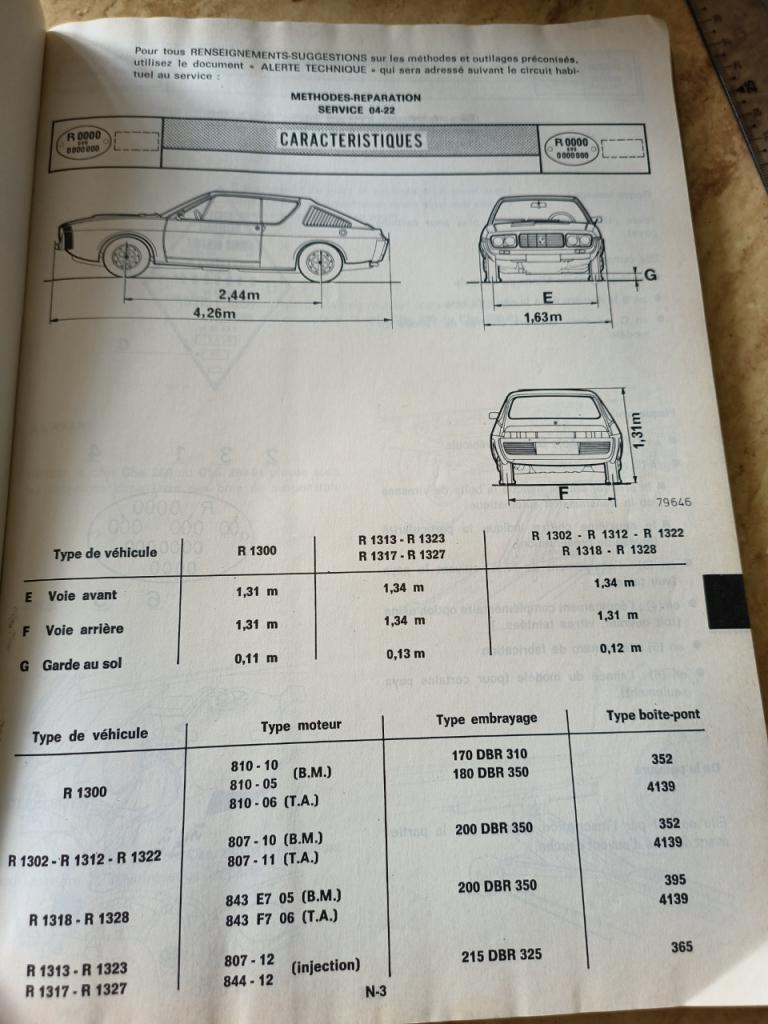 Pour tous RENSEIGNEMENTS-SUGGESTIONS sur les méthodes et outillages préconisés,
utilisez le document « ALERTE TECHNIQUE » qui sera adressé suivant le circuit habi-
tuel au service :
METHODES-REPARATION
SERVICE 04-22
R 0000
0000000
CARACTERISTIQUES
R 0000
0000000
2,44m
4,26m
G
E
1,63m
1,31m
F
79646
Type de véhicule R 1300 R 1313 - R 1323 R 1302 - R 1312 - R 1322
R 1317 - R 1327 R 1318 - R 1328
E Voie avant 1,31 m 1,34 m 1,34 m
F Voie arrière 1,31 m 1,34 m 1,31 m
G Garde au sol 0,11 m 0,13 m 0,12 m
Type de véhicule Type moteur Type embrayage Type boîte-pont
810 - 10 170 DBR 310 352
R 1300 810 - 05 (B.M.) 180 DBR 350 4139
810 - 06 (T.A.)
807 - 10 (B.M.) 200 DBR 350 352
R 1302 - R 1312 - R 1322 807 - 11 (T.A.) 4139
843 E7 05 (B.M.) 200 DBR 350 395
R 1318 - R 1328 843 F7 06 (T.A.) 4139
R 1313 - R 1323 807 - 12 (injection) 215 DBR 325 365
R 1317 - R 1327 844 - 12
N-3